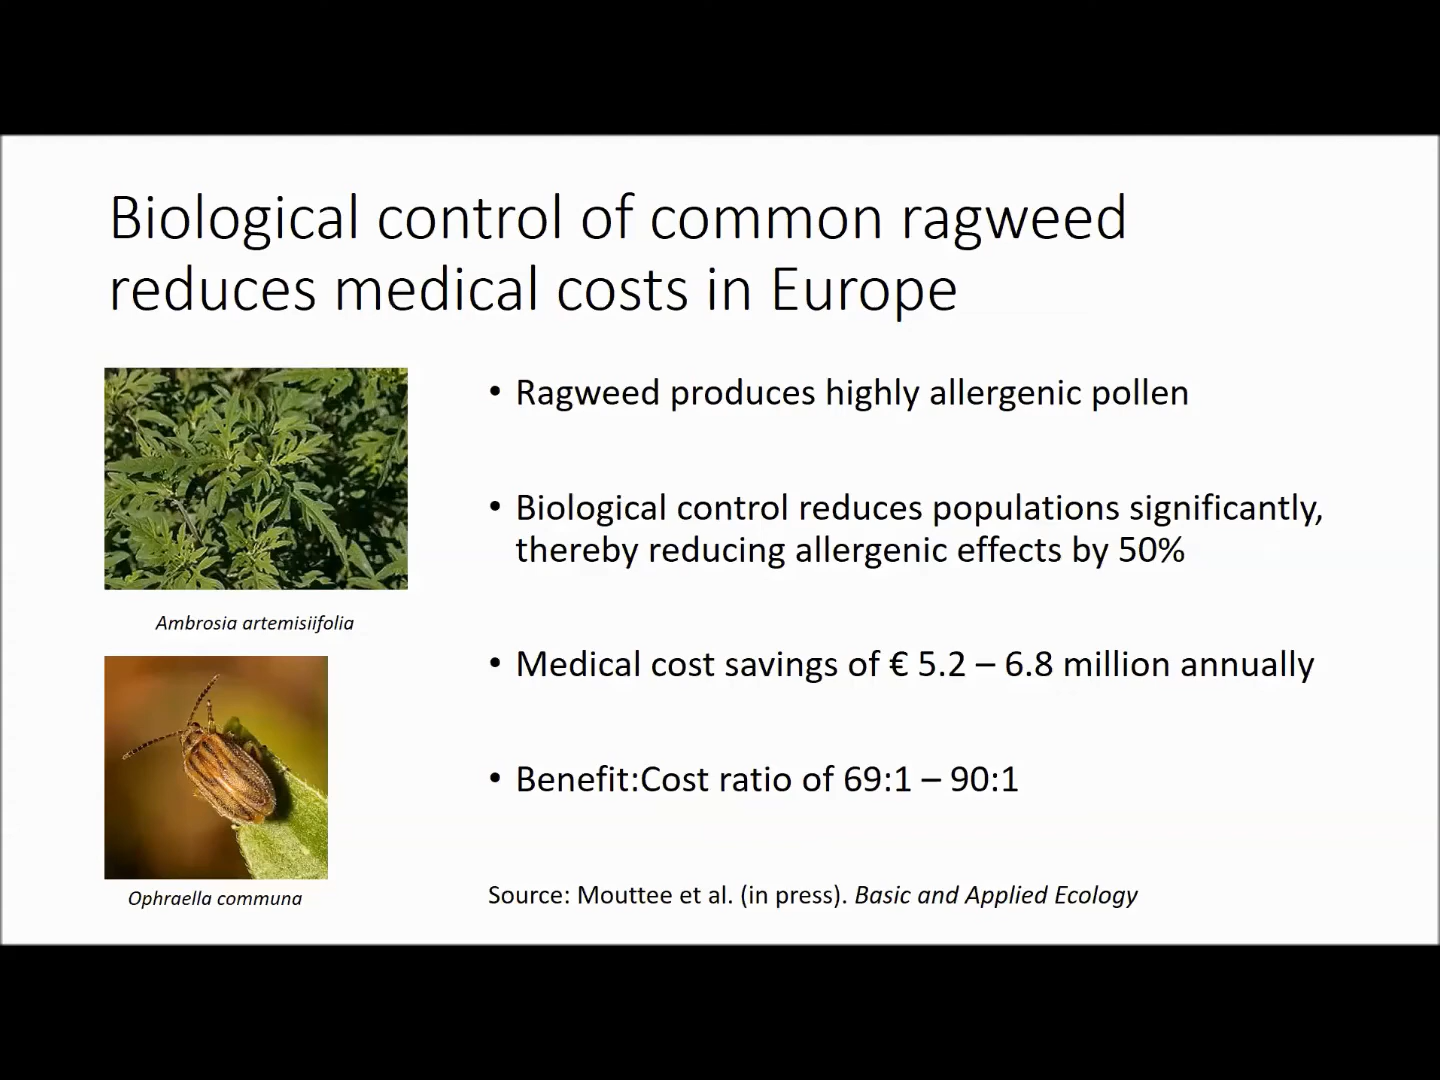 Biological control of common ragweed
reduces medical costs in Europe
Ambrosia artemisiifolia
Ophraella communa
• Ragweed produces highly allergenic pollen
• Biological control reduces populations significantly,
thereby reducing allergenic effects by 50%
• Medical cost savings of € 5.2 – 6.8 million annually
• Benefit:Cost ratio of 69:1 – 90:1
Source: Mouttee et al. (in press). Basic and Applied Ecology